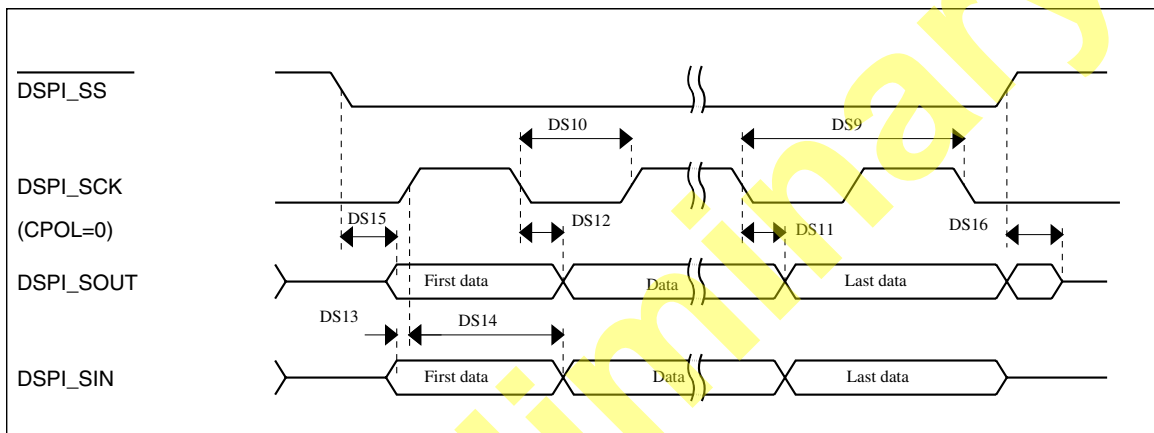 DSPI_SS
DS10
DS9
DSPI_SCK
(CPOL=0)
DS15
DS12
DS11
DS16
DSPI_SOUT
First data
Data
Last data
DS13
DS14
DSPI_SIN
First data
Data
Last data